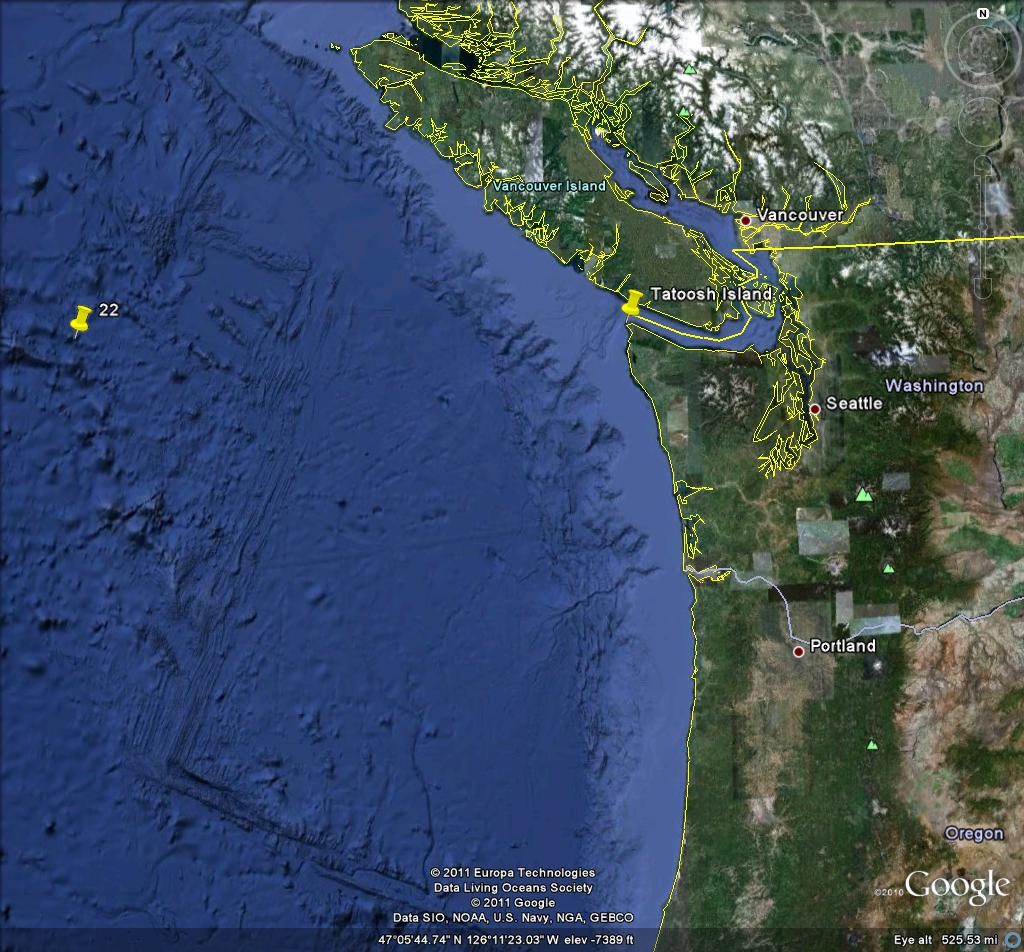 N
Vancouver Island
Vancouver
22
Tatoosh Island
Washington
Seattle
Portland
Oregon
© 2011 Europa Technologies
Data Living Oceans Society
© 2011 Google
Data SIO, NOAA, U.S. Navy, NGA, GEBCO
©2010 Google
47°05'44.74" N 126°11'23.03" W elev -7389 ft
Eye alt 525.53 mi